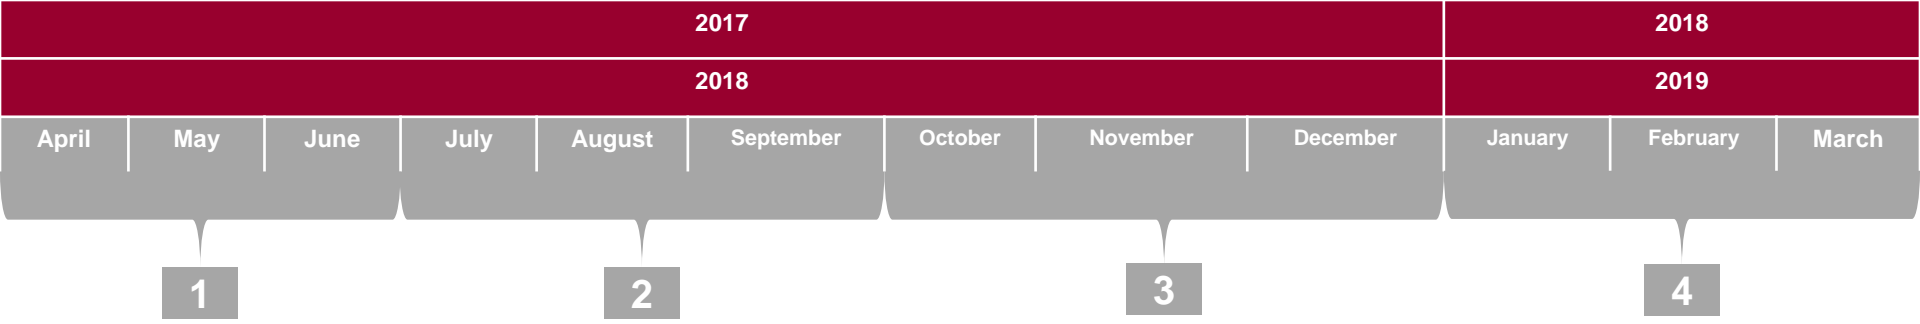 2017 2018
2018 2019
April May June July August September October November December January February March
1 2 3 4